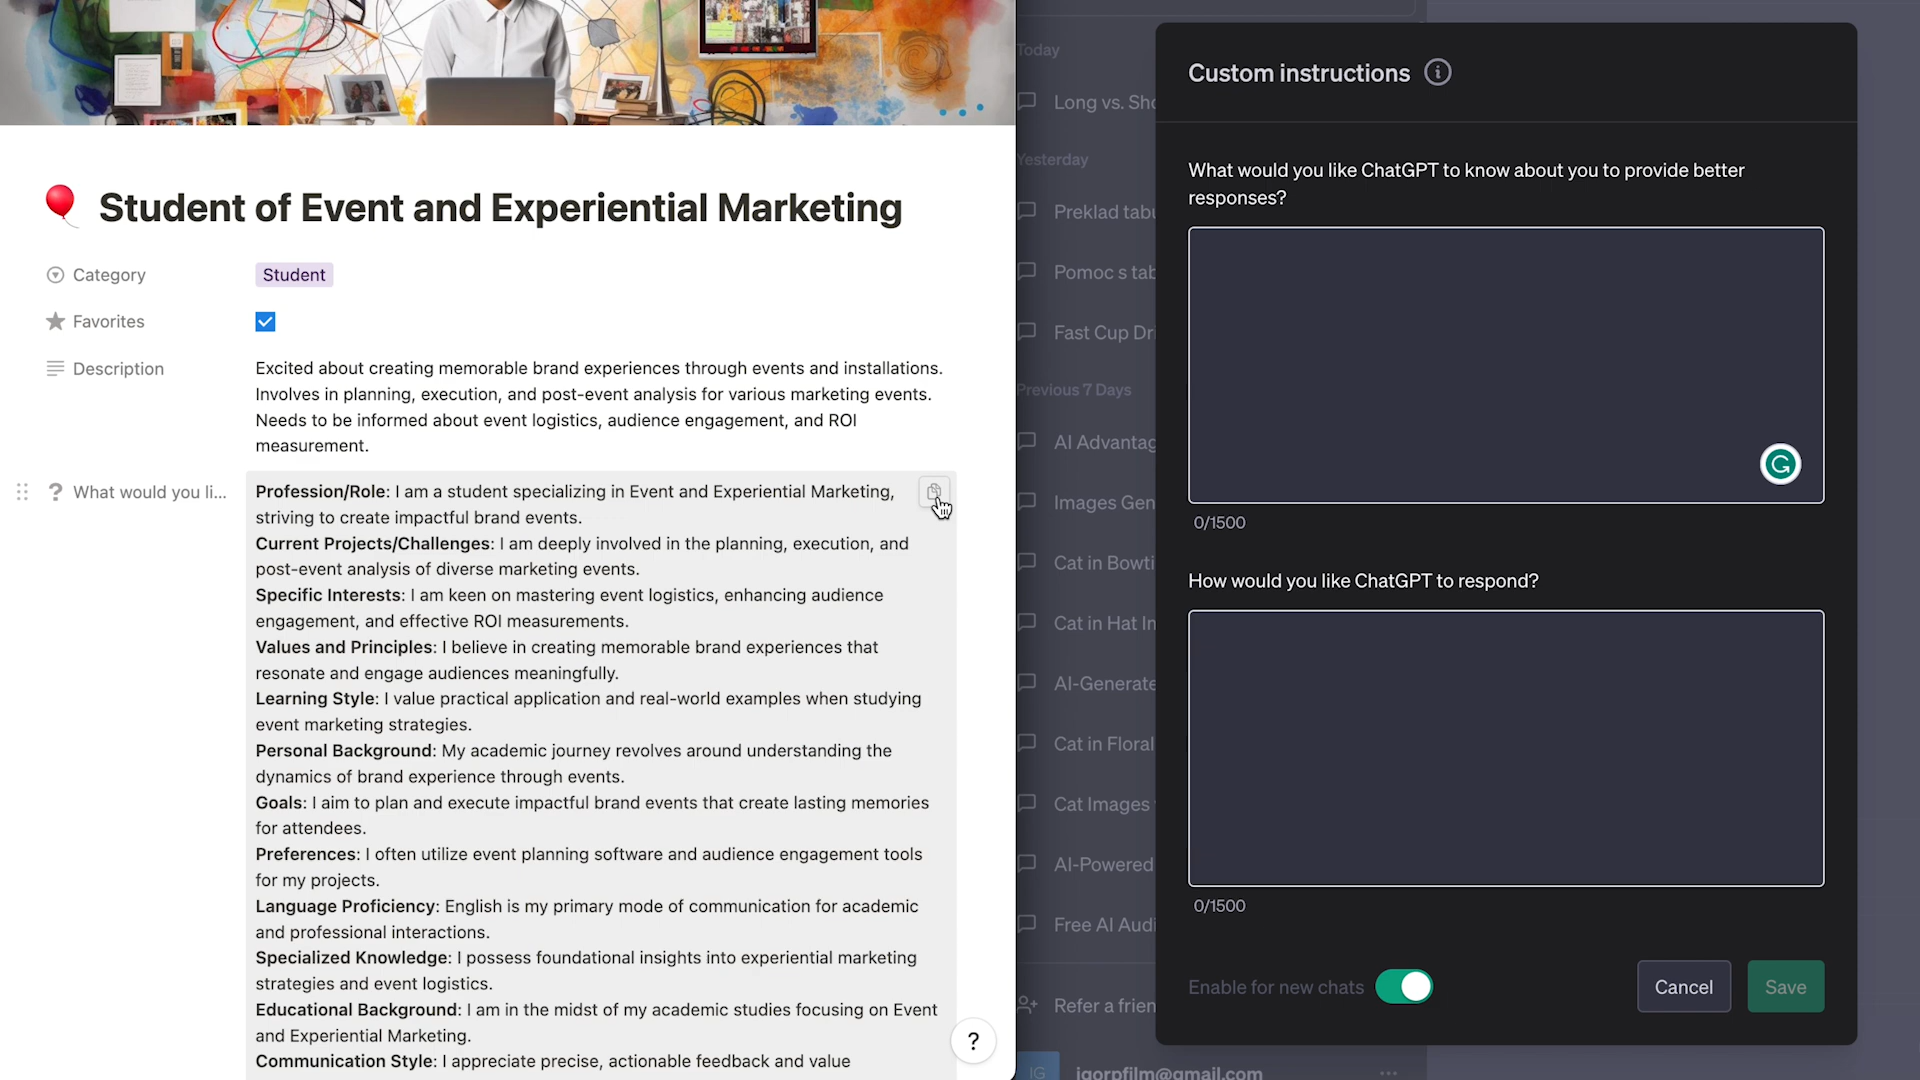 Student of Event and Experiential Marketing
Category
Student
Favorites
Description
Excited about creating memorable brand experiences through events and installations.
Involves in planning, execution, and post-event analysis for various marketing events.
Needs to be informed about event logistics, audience engagement, and ROI
measurement.
What would you li...
Profession/Role: I am a student specializing in Event and Experiential Marketing,
striving to create impactful brand events.
Current Projects/Challenges: I am deeply involved in the planning, execution, and
post-event analysis of diverse marketing events.
Specific Interests: I am keen on mastering event logistics, enhancing audience
engagement, and effective ROI measurements.
Values and Principles: I believe in creating memorable brand experiences that
resonate and engage audiences meaningfully.
Learning Style: I value practical application and real-world examples when studying
event marketing strategies.
Personal Background: My academic journey revolves around understanding the
dynamics of brand experience through events.
Goals: I aim to plan and execute impactful brand events that create lasting memories
for attendees.
Preferences: I often utilize event planning software and audience engagement tools
for my projects.
Language Proficiency: English is my primary mode of communication for academic
and professional interactions.
Specialized Knowledge: I possess foundational insights into experiential marketing
strategies and event logistics.
Educational Background: I am in the midst of my academic studies focusing on Event
and Experiential Marketing.
Communication Style: I appreciate precise, actionable feedback and value
?
Today
Long vs. Sho
Yesterday
Preklad tabu
Pomoc s tab
Fast Cup Dr
Previous 7 Days
AI Advantag
Images Gen
Cat in Bowti
Cat in Hat In
AI-Generate
Cat in Floral
Cat Images
AI-Powered
Free AI Audi
Refer a frien
IG
igorpfilm@gmail.com
Custom instructions
What would you like ChatGPT to know about you to provide better
responses?
0/1500
How would you like ChatGPT to respond?
0/1500
Enable for new chats
Cancel
Save